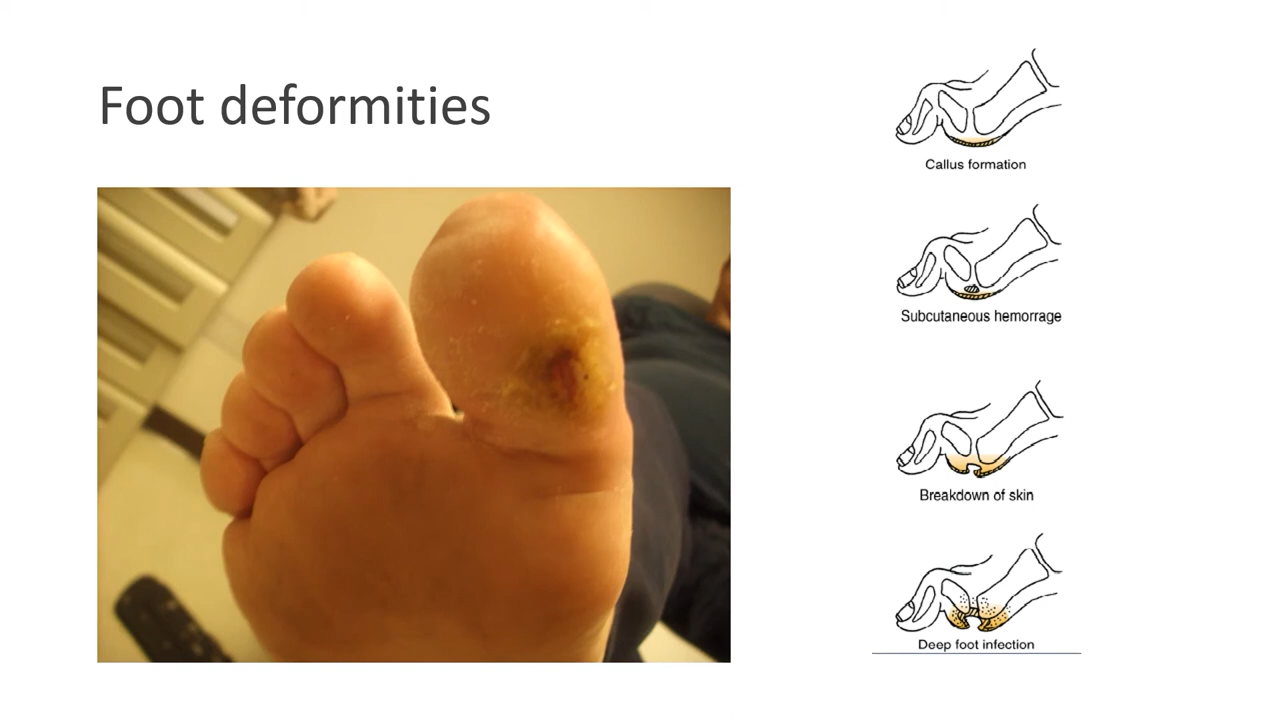 Foot deformities
Callus formation
Subcutaneous hemorrage
Breakdown of skin
Deep foot infection